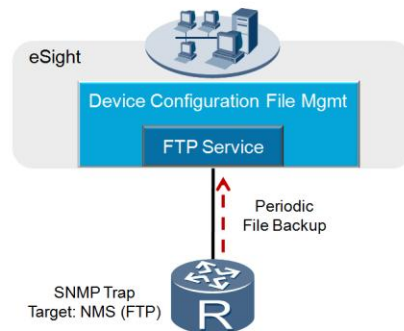 eSight
Device Configuration File Mgmt
FTP Service
Periodic
File Backup
SNMP Trap
Target: NMS (FTP)
R